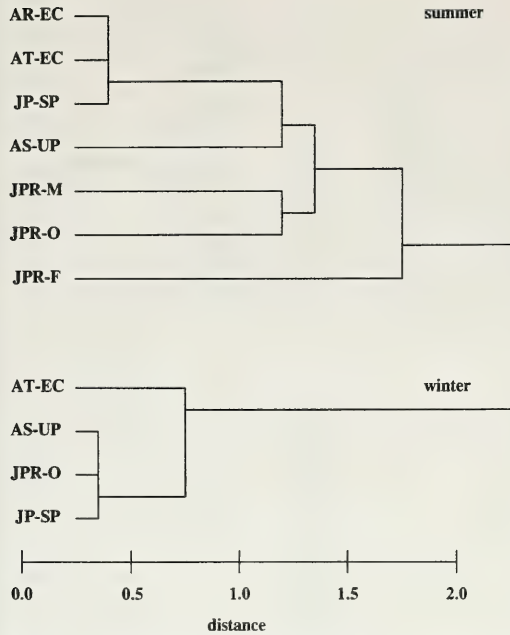 AR-EC
summer
AT-EC
JP-SP
AS-UP
JPR-M
JPR-O
JPR-F
AT-EC
winter
AS-UP
JPR-O
JP-SP
0.0 0.5 1.0 1.5 2.0
distance